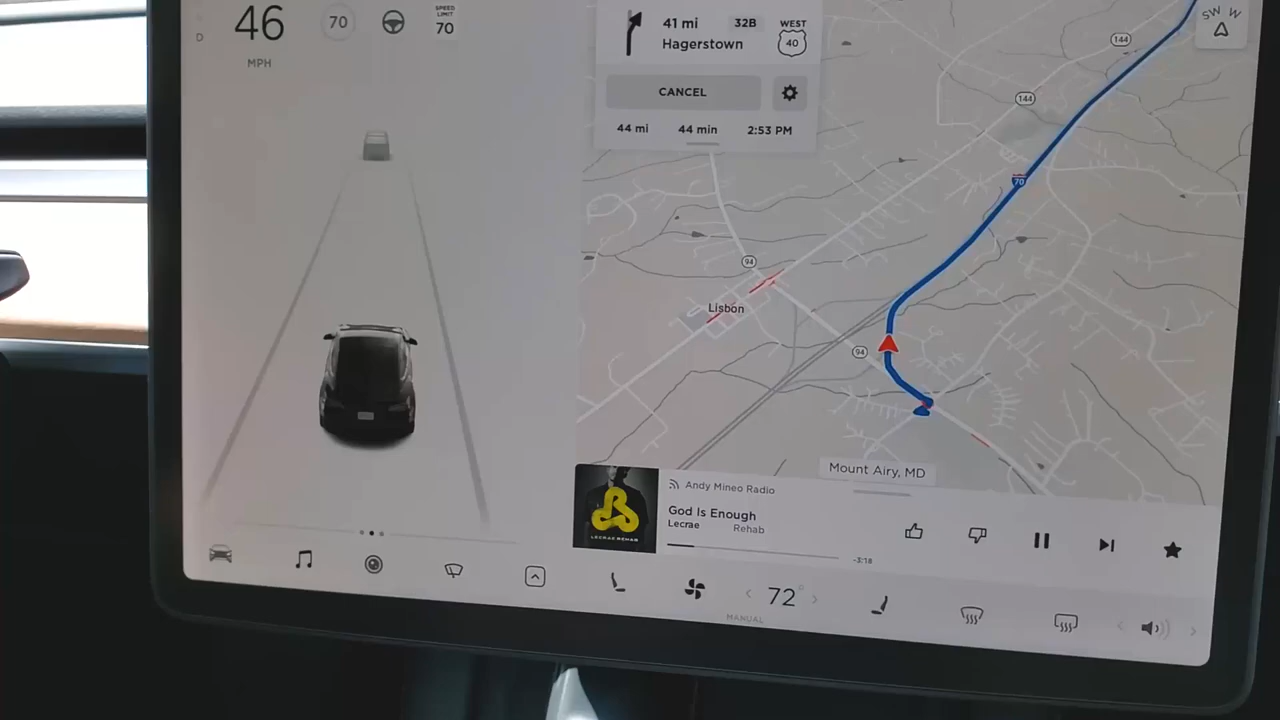 46
MPH
D
70
SPEED
LIMIT
70
41 mi
32B
WEST
40
Hagerstown
CANCEL
44 mi
44 min
2:53 PM
SW W
144
144
70
94
Lisbon
94
Mount Airy, MD
Andy Mineo Radio
God Is Enough
Lecrae
Rehab
-3:18
LECRAE REHAB
72°
MANUAL